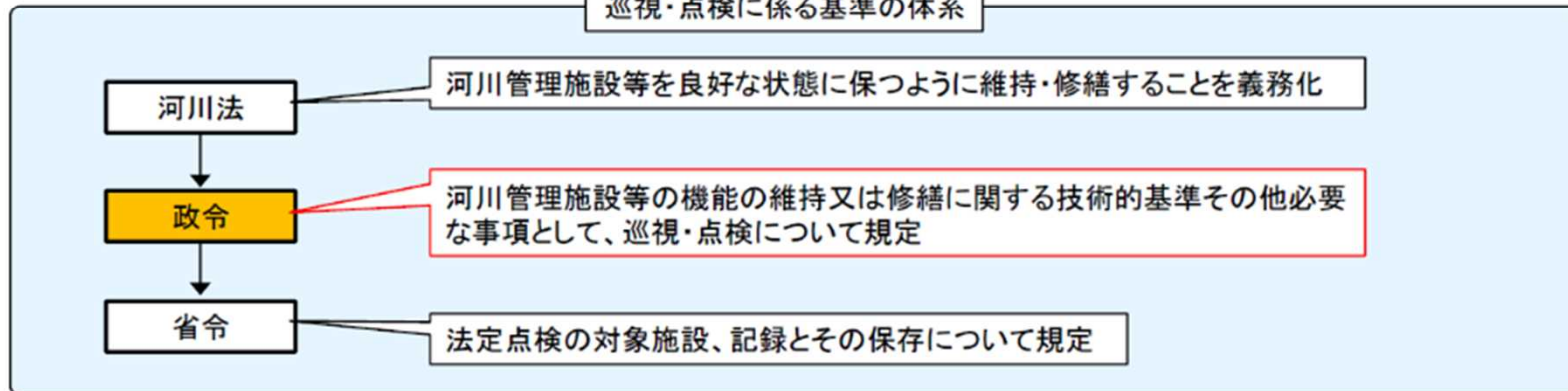 巡視・点検に係る基準の体系
河川法
河川管理施設等を良好な状態に保つように維持・修繕することを義務化
政令
河川管理施設等の機能の維持又は修繕に関する技術的基準その他必要
な事項として、巡視・点検について規定
省令
法定点検の対象施設、記録とその保存について規定